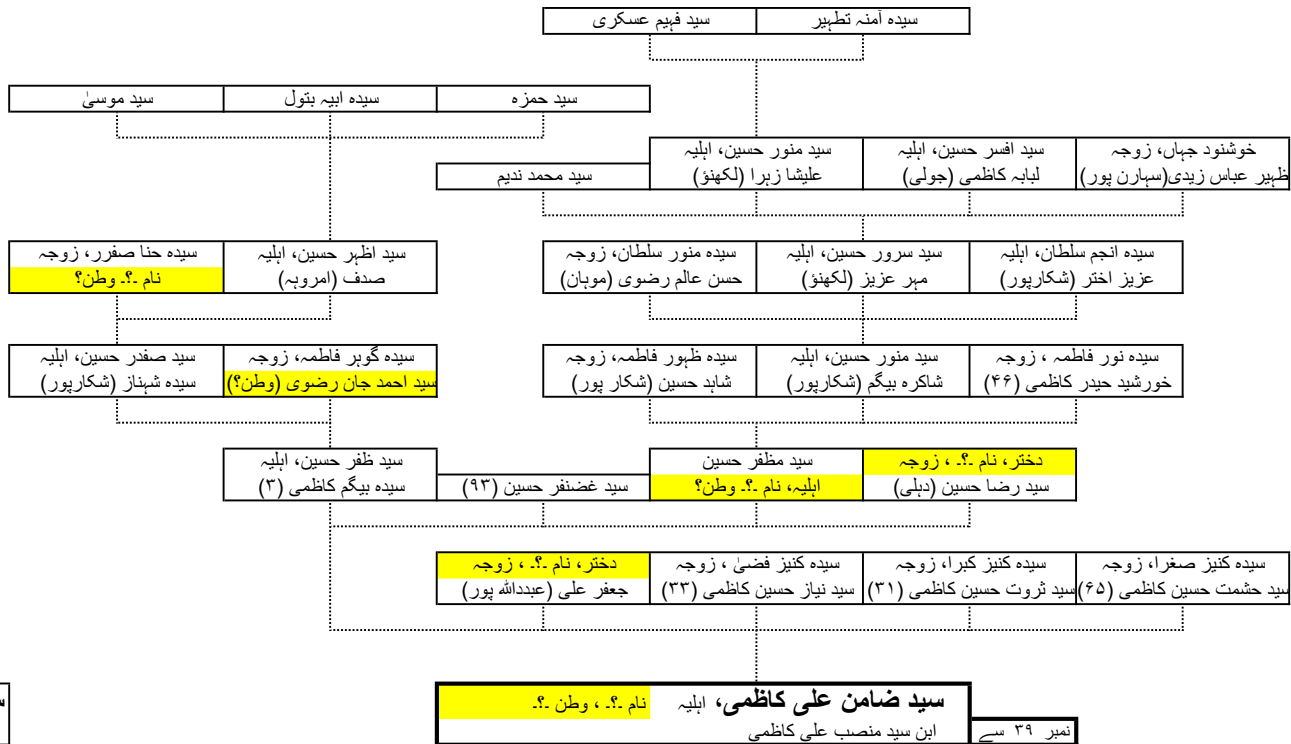 سیدہ آمنہ تطہیر
سید فہیم عسکری
سید حمزہ
سیدہ ابیہ بتول
سید موسیٰ
خوشنود جہاں، زوجہ
ظہیر عباس زیدی(سہارن پور)
سید افسر حسین، اہلیہ
لبابہ کاظمی (جولی)
سید منور حسین، اہلیہ
علیشا زہرا (لکھنؤ)
سید محمد ندیم
سیدہ انجم سلطان، اہلیہ
عزیز اختر (شکارپور)
سید سرور حسین، اہلیہ
مہر عزیز (لکھنؤ)
سیدہ منور سلطان، زوجہ
حسن عالم رضوی (موہان)
سید اظہر حسین، اہلیہ
صدف (امروہہ)
سیدہ حنا صفرر، زوجہ
نام ۔؟۔ وطن؟
سیدہ نور فاطمہ ، زوجہ
خورشید حیدر کاظمی (۴۶)
سید منور حسین، اہلیہ
شاکرہ بیگم (شکارپور)
سیدہ ظہور فاطمہ، زوجہ
شاہد حسین (شکار پور)
سیدہ گوہر فاطمہ، زوجہ
سید احمد جان رضوی (وطن؟)
سید صفدر حسین، اہلیہ
سیدہ شہناز (شکارپور)
دختر، نام ۔؟۔ ، زوجہ
سید رضا حسین (دہلی)
سید مظفر حسین
اہلیہ، نام ۔؟۔ وطن؟
سید غضنفر حسین (۹۳)
سید ظفر حسین، اہلیہ
سیدہ بیگم کاظمی (۳)
سیدہ کنیز صغرا، زوجہ
سید حشمت حسین کاظمی (۶۵)
سیدہ کنیز کبرا، زوجہ
سید ثروت حسین کاظمی (۳۱)
سیدہ کنیز فضیٰ ، زوجہ
سید نیاز حسین کاظمی (۳۳)
دختر، نام ۔؟۔ ، زوجہ
جعفر علی (عبددالله پور)
سید ضامن علی کاظمی، اہلیہ نام ۔؟۔ ، وطن ۔؟۔
ابن سید منصب علی کاظمی
نمبر ۳۹ سے